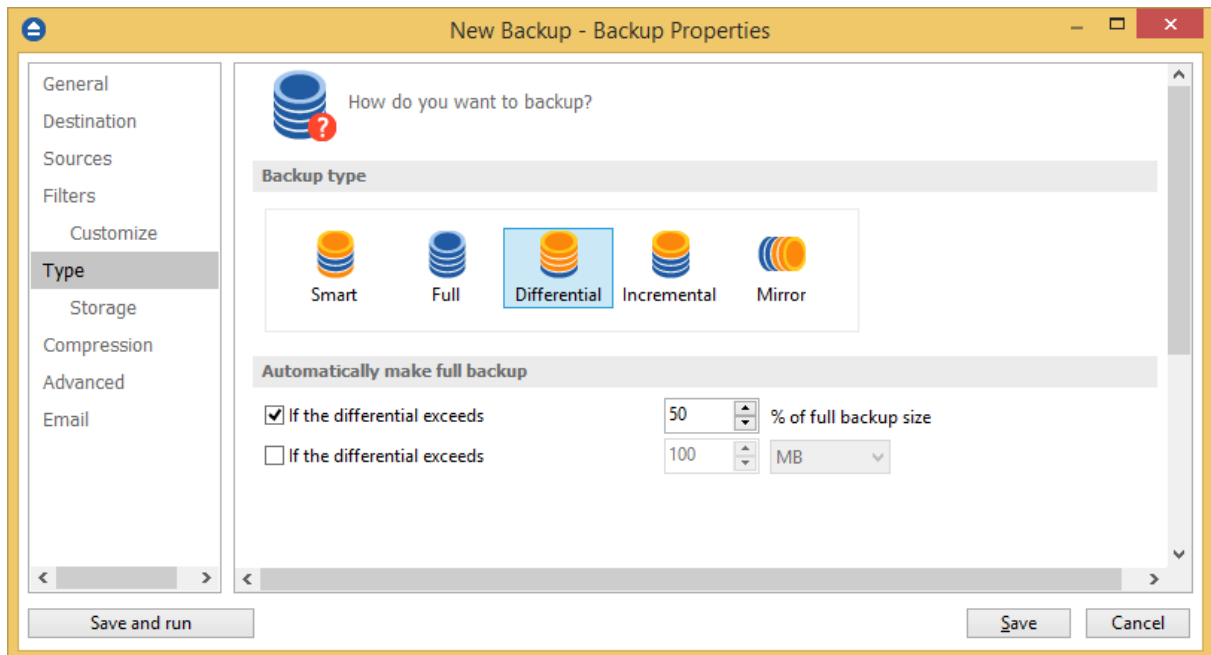 New Backup - Backup Properties
General
Destination
Sources
Filters
Customize
Type
Storage
Compression
Advanced
Email
How do you want to backup?
Backup type
Smart Full Differential Incremental Mirror
Automatically make full backup
If the differential exceeds 50 % of full backup size
If the differential exceeds 100 MB
Save and run Save Cancel